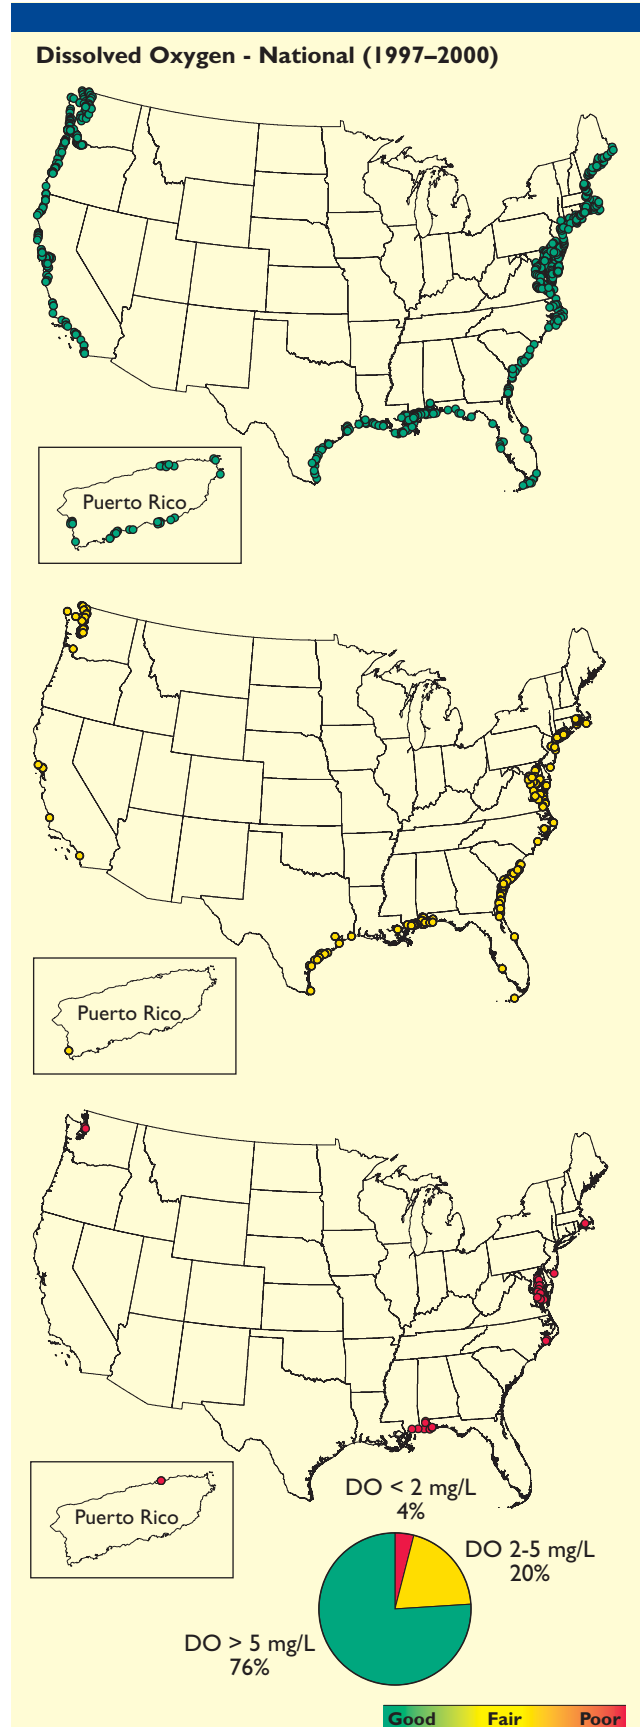 Dissolved Oxygen - National (1997–2000)
Puerto Rico
Puerto Rico
Puerto Rico
DO < 2 mg/L
4%
DO 2-5 mg/L
20%
DO > 5 mg/L
76%
Good Fair Poor